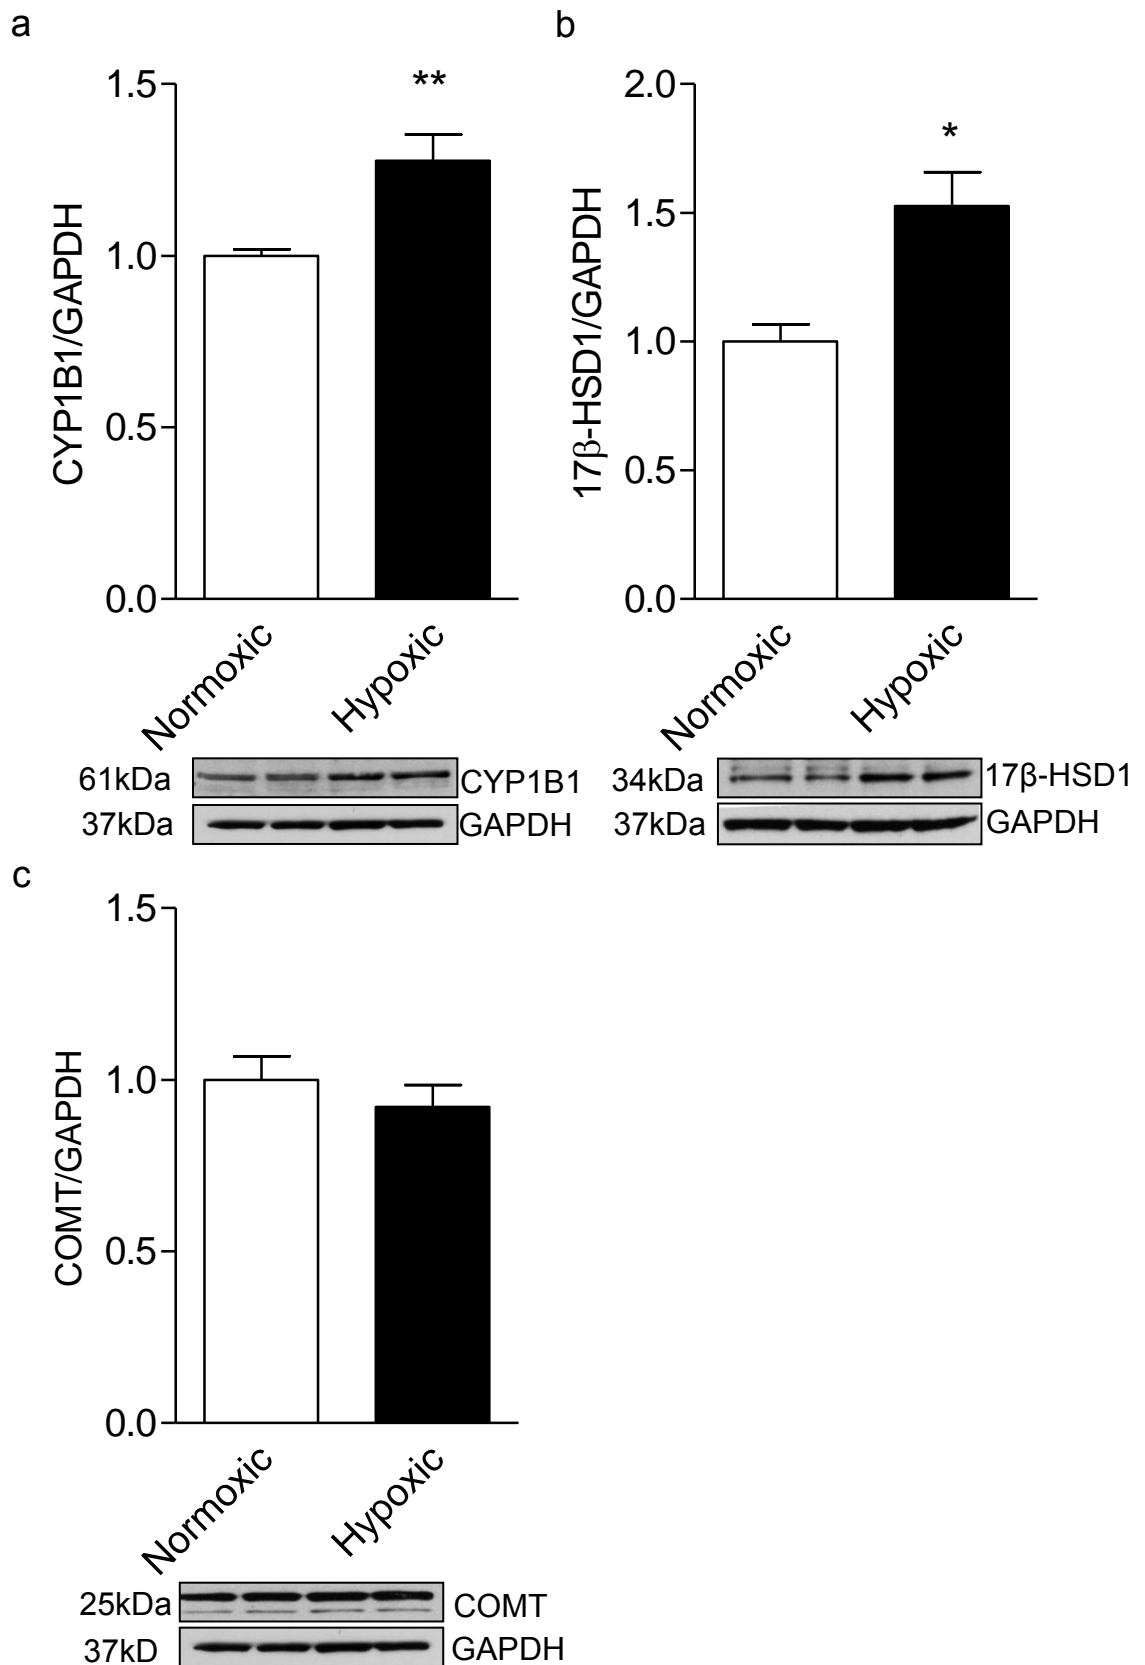 a
1.5
**
1.0
0.5
0.0
CYP1B1/GAPDH
Normoxic
Hypoxic
61kDa
CYP1B1
37kDa
GAPDH
b
2.0
*
1.5
1.0
0.5
0.0
17β-HSD1/GAPDH
Normoxic
Hypoxic
34kDa
17β-HSD1
37kDa
GAPDH
c
1.5
1.0
0.5
0.0
COMT/GAPDH
Normoxic
Hypoxic
25kDa
COMT
37kD
GAPDH